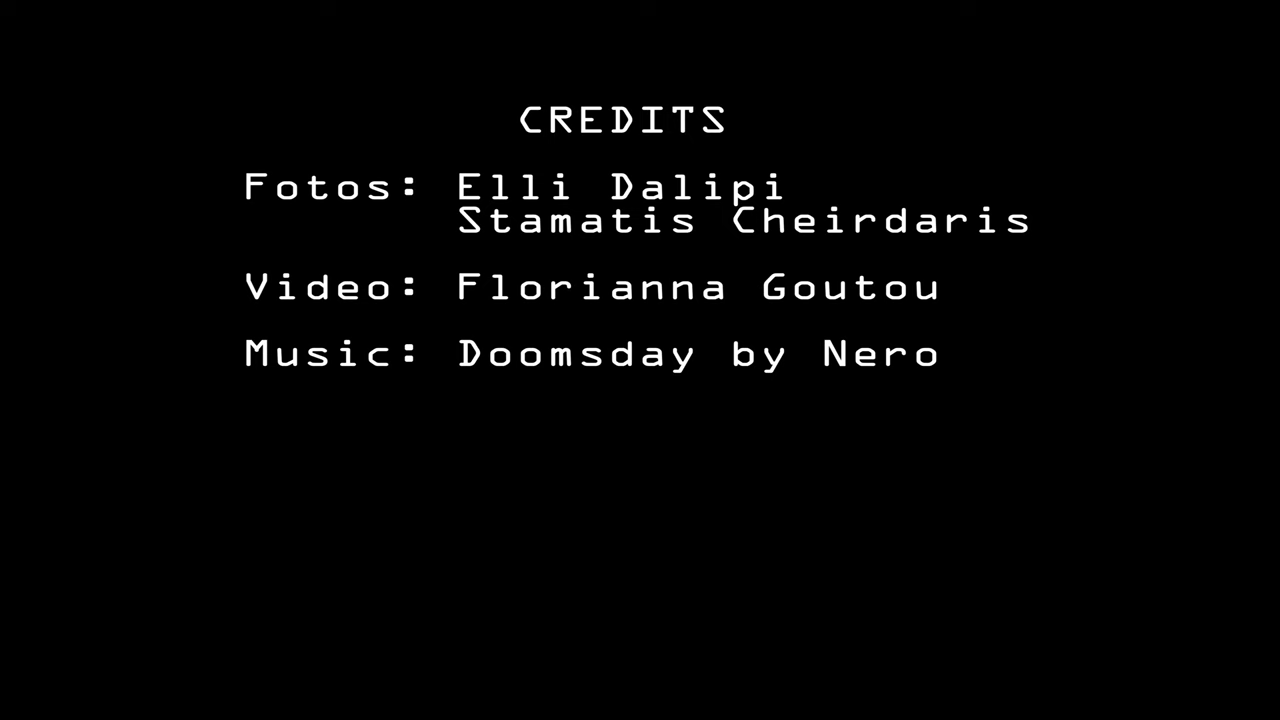 CREDITS
Fotos: Elli Dalipi
Stamatis Cheirdaris
Video: Florianna Goutou
Music: Doomsday by Nero